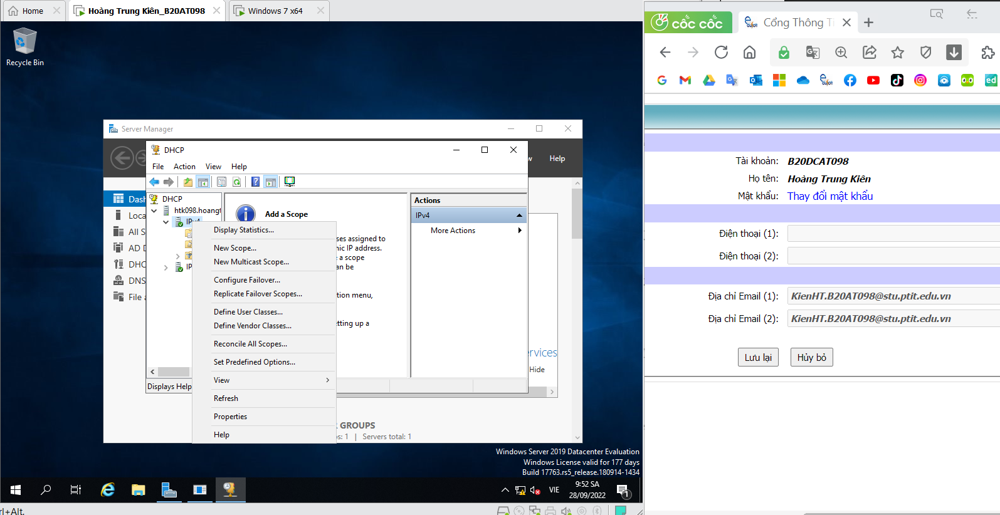 Home
Hoàng Trung Kiên_B20AT098
Windows 7 x64
Recycle Bin
Server Manager
Help
Dash
Loca
All S
AD D
DHC
DNS
File a
DHCP
File Action View Help
DHCP
htk098.hoangt
IPv4
IP
Add a Scope
ses assigned to
nic IP address.
e a scope
an be
tion menu,
etting up a
Actions
IPv4
More Actions
Display Statistics...
New Scope...
New Multicast Scope...
Configure Failover...
Replicate Failover Scopes...
Define User Classes...
Define Vendor Classes...
Reconcile All Scopes...
Set Predefined Options...
View
Refresh
Properties
Help
Displays Help
ervices
Hide
GROUPS
ps: 1 | Servers total: 1
Windows Server 2019 Datacenter Evaluation
Windows License valid for 177 days
Build 17763.rs5_release.180914-1434
VIE
9:52 SA
28/09/2022
1
rl+Alt.
cốc cốc
Cổng Thông Ti
Tài khoản: B20DCAT098
Họ tên: Hoàng Trung Kiên
Mật khẩu: Thay đổi mật khẩu
Điện thoại (1):
Điện thoại (2):
Địa chỉ Email (1): KienHT.B20AT098@stu.ptit.edu.vn
Địa chỉ Email (2): KienHT.B20AT098@stu.ptit.edu.vn
Lưu lại Hủy bỏ